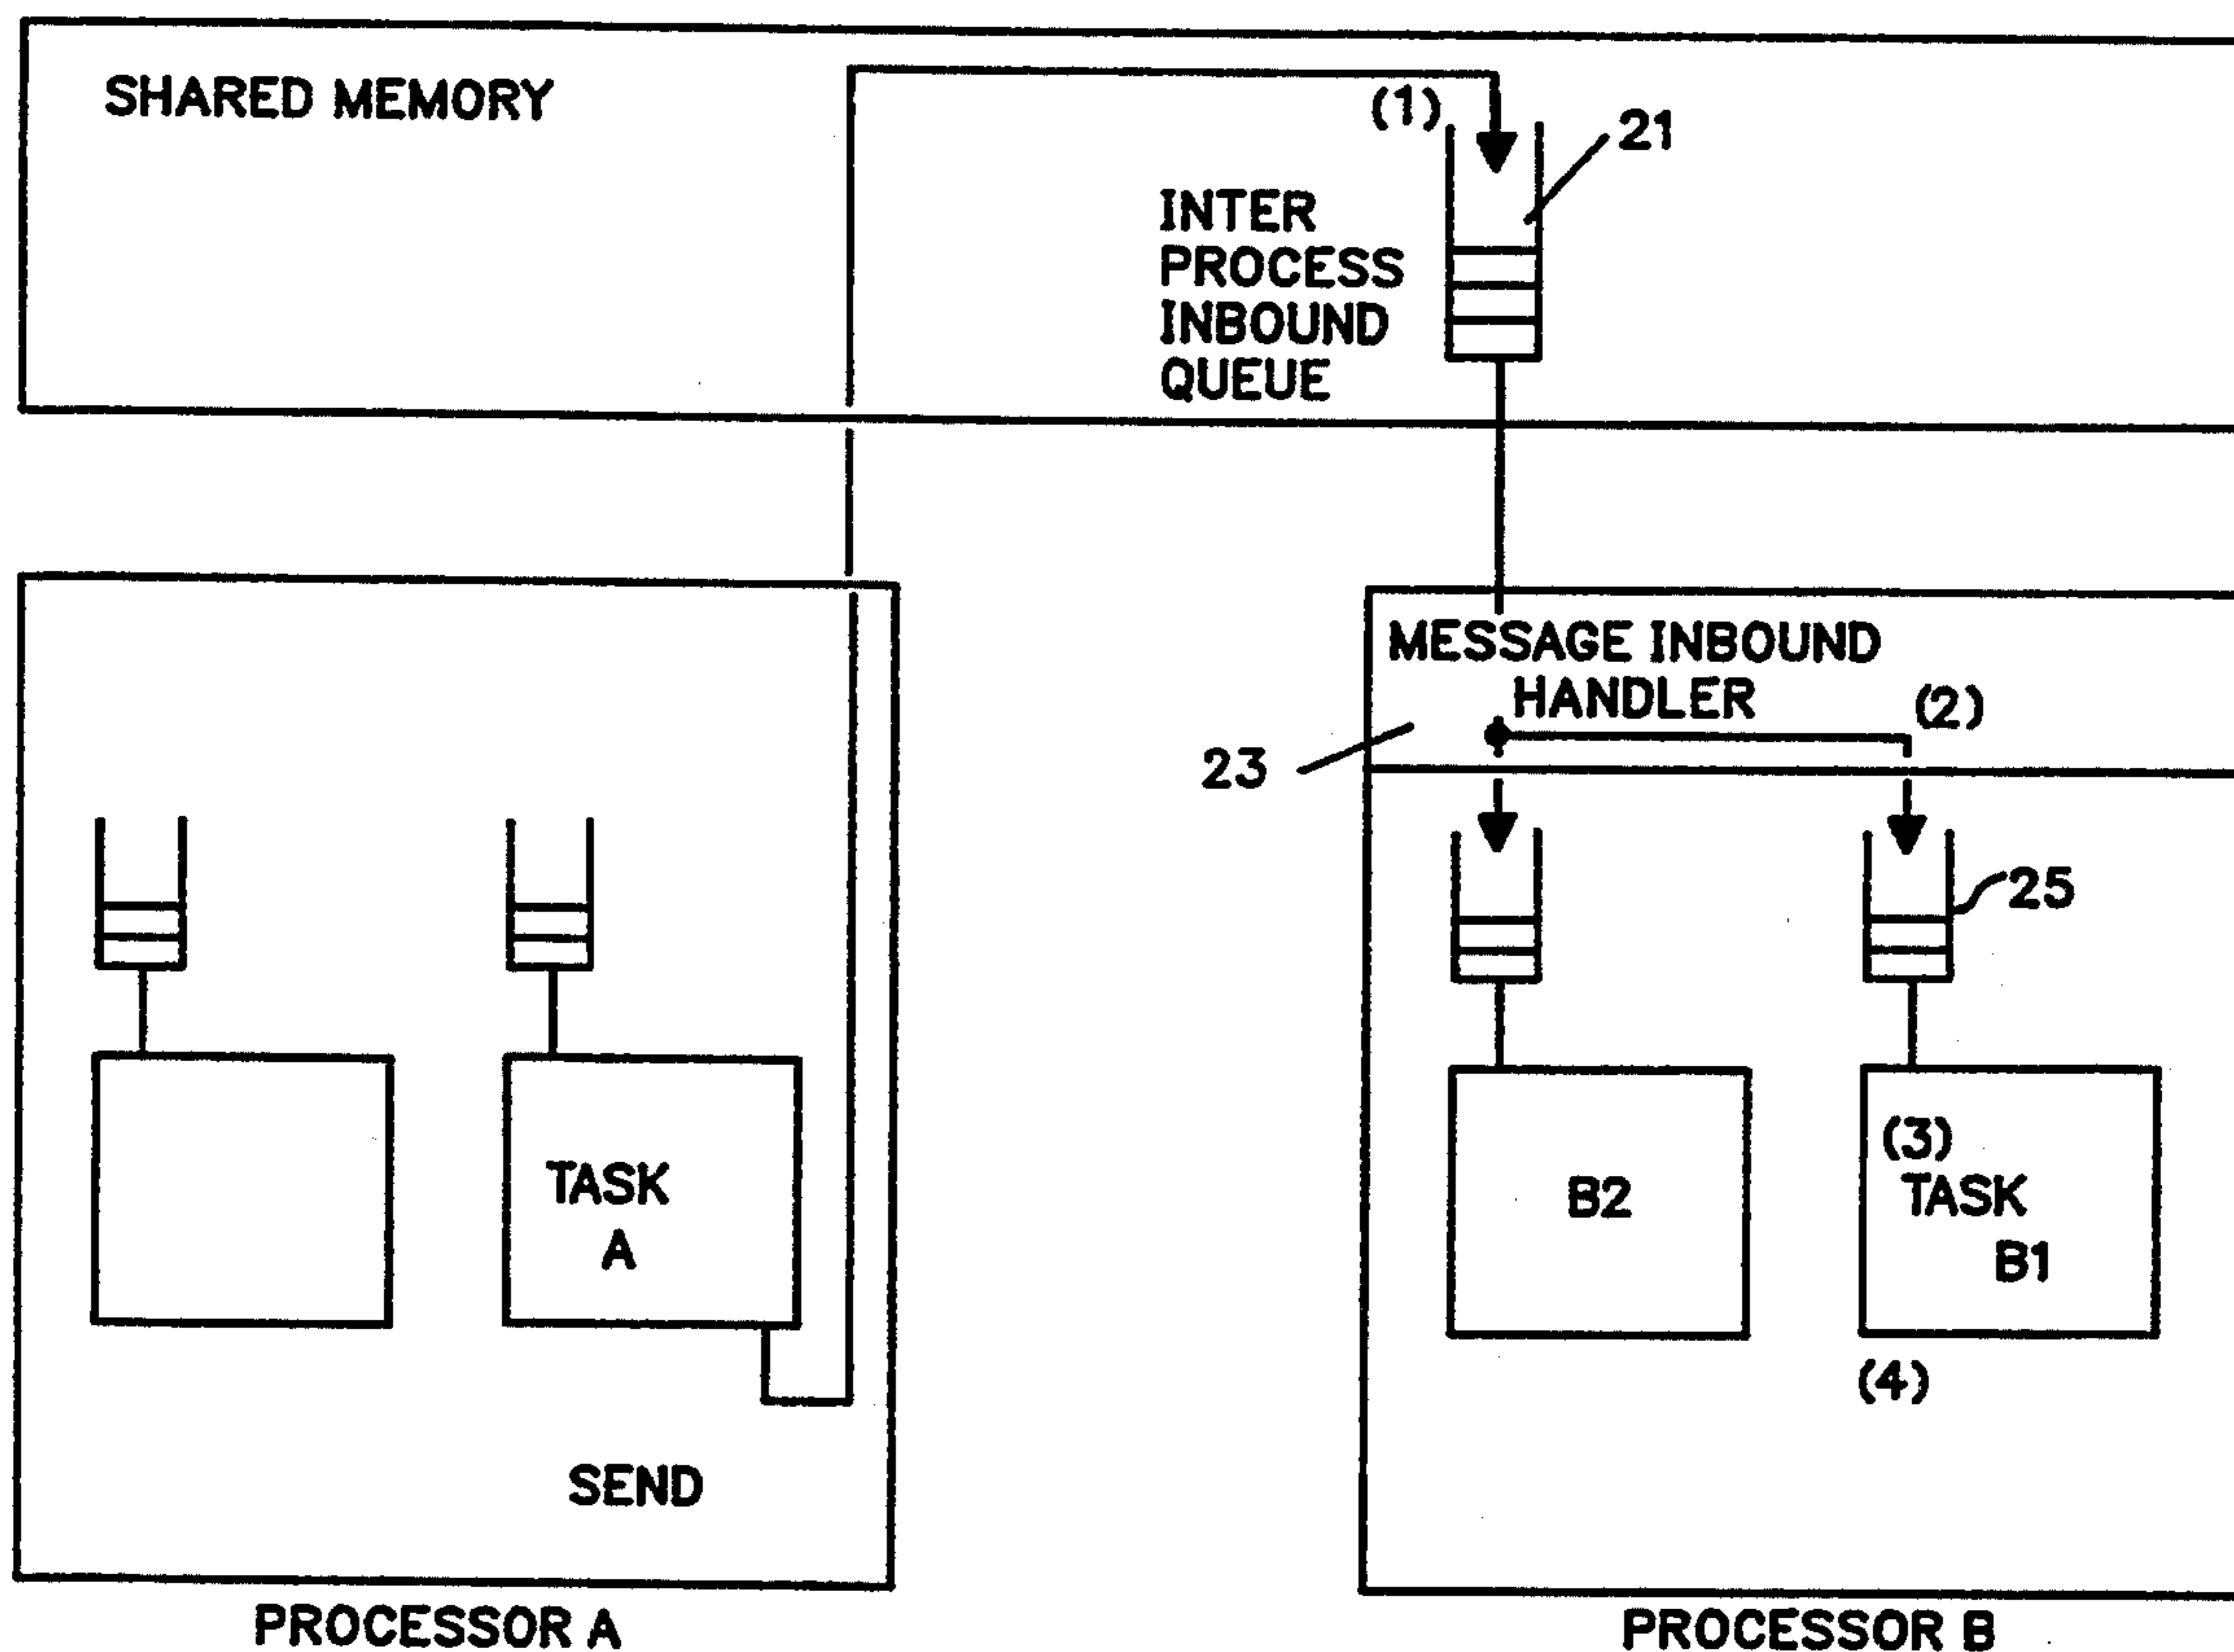 SHARED MEMORY
(1)
21
INTER
PROCESS
INBOUND
QUEUE
MESSAGE INBOUND
HANDLER
(2)
23
25
TASK
A
SEND
B2
(3)
TASK
B1
(4)
PROCESSOR A
PROCESSOR B